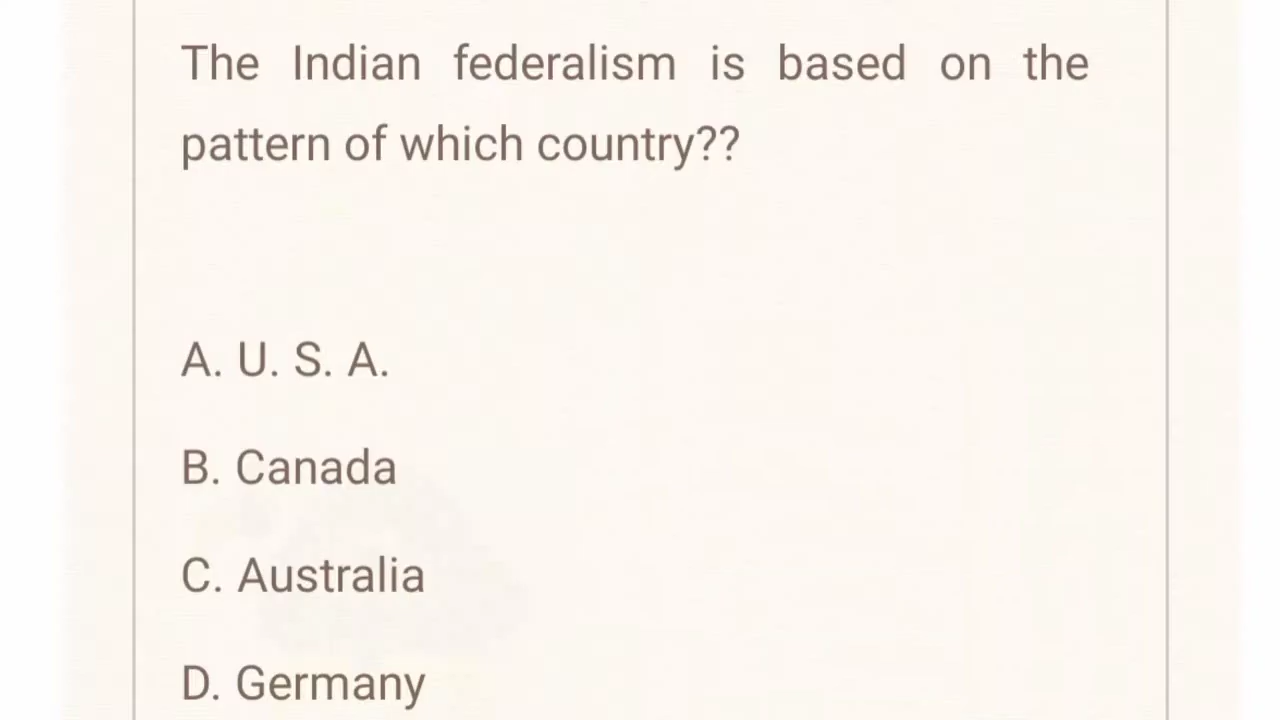 The Indian federalism is based on the
pattern of which country??
A. U. S. A.
B. Canada
C. Australia
D. Germany